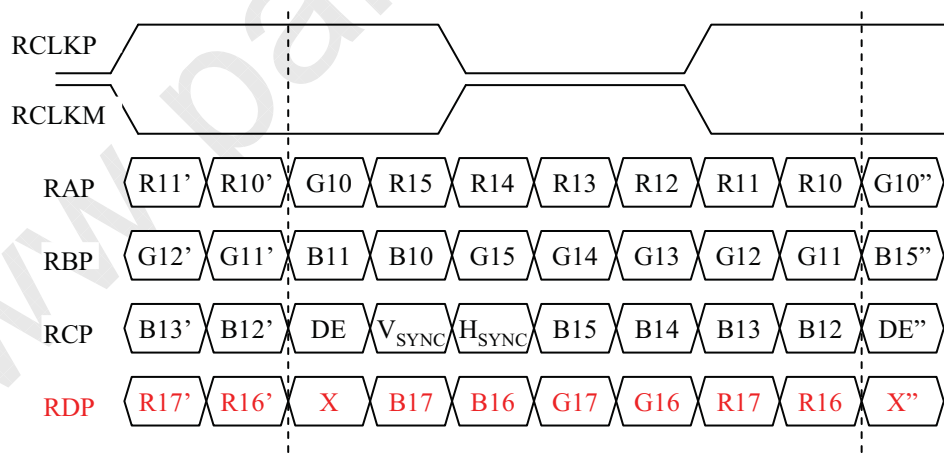 www pa
RCLKP
RCLKM
RAP R11’ R10’ G10 R15 R14 R13 R12 R11 R10 G10”
RBP G12’ G11’ B11 B10 G15 G14 G13 G12 G11 B15”
RCP B13’ B12’ DE VSYNC HSYNC B15 B14 B13 B12 DE”
RDP R17’ R16’ X B17 B16 G17 G16 R17 R16 X”